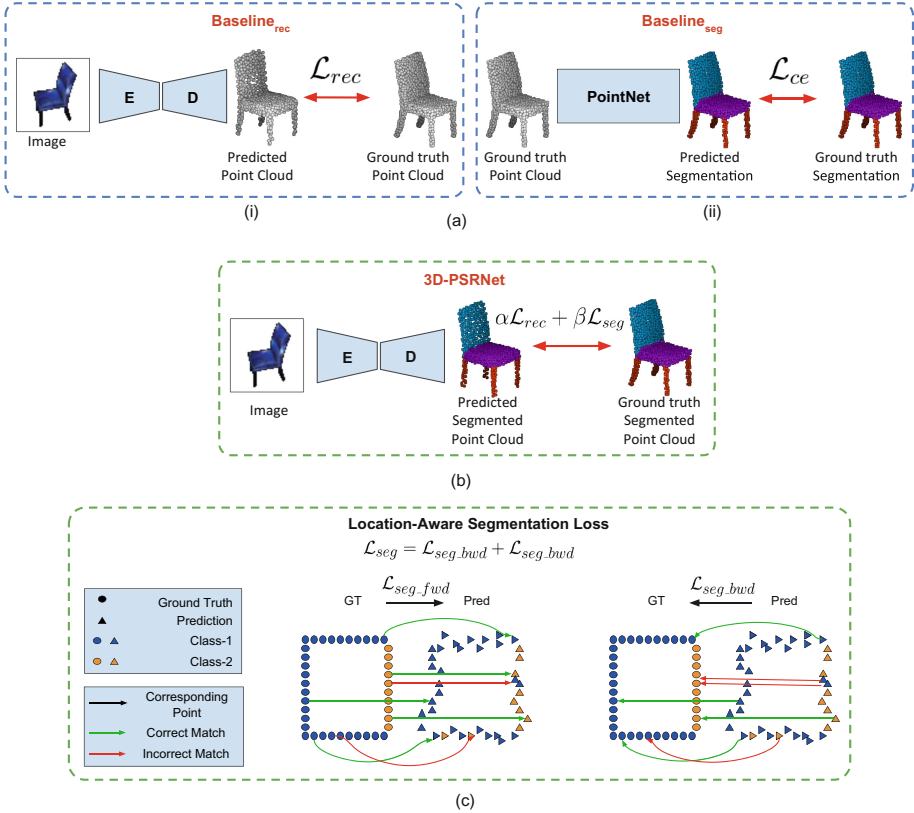 Baseline_rec
Image
E
D
ℒ_rec
Predicted
Point Cloud
Ground truth
Point Cloud
(i)
Baseline_seg
Ground truth
Point Cloud
PointNet
ℒ_ce
Predicted
Segmentation
Ground truth
Segmentation
(ii)
(a)
3D-PSRNet
Image
E
D
αℒ_rec + βℒ_seg
Predicted
Segmented
Point Cloud
Ground truth
Segmented
Point Cloud
(b)
Location-Aware Segmentation Loss
ℒ_seg = ℒ_seg_bwd + ℒ_seg_bwd
Ground Truth
Prediction
Class-1
Class-2
Corresponding
Point
Correct Match
Incorrect Match
GT
ℒ_seg_fwd
Pred
GT
ℒ_seg_bwd
Pred
(c)